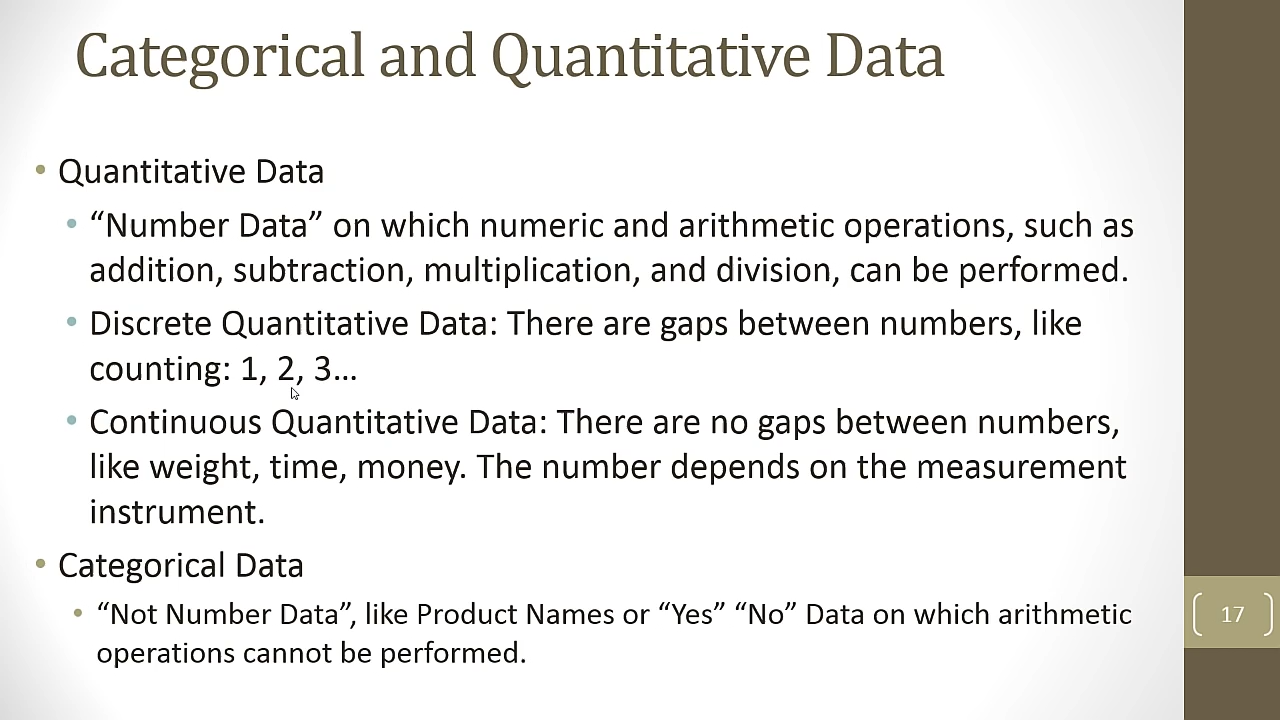 Categorical and Quantitative Data
• Quantitative Data
• “Number Data” on which numeric and arithmetic operations, such as
addition, subtraction, multiplication, and division, can be performed.
• Discrete Quantitative Data: There are gaps between numbers, like
counting: 1, 2, 3…
• Continuous Quantitative Data: There are no gaps between numbers,
like weight, time, money. The number depends on the measurement
instrument.
• Categorical Data
• “Not Number Data”, like Product Names or “Yes” “No” Data on which arithmetic
operations cannot be performed.
17